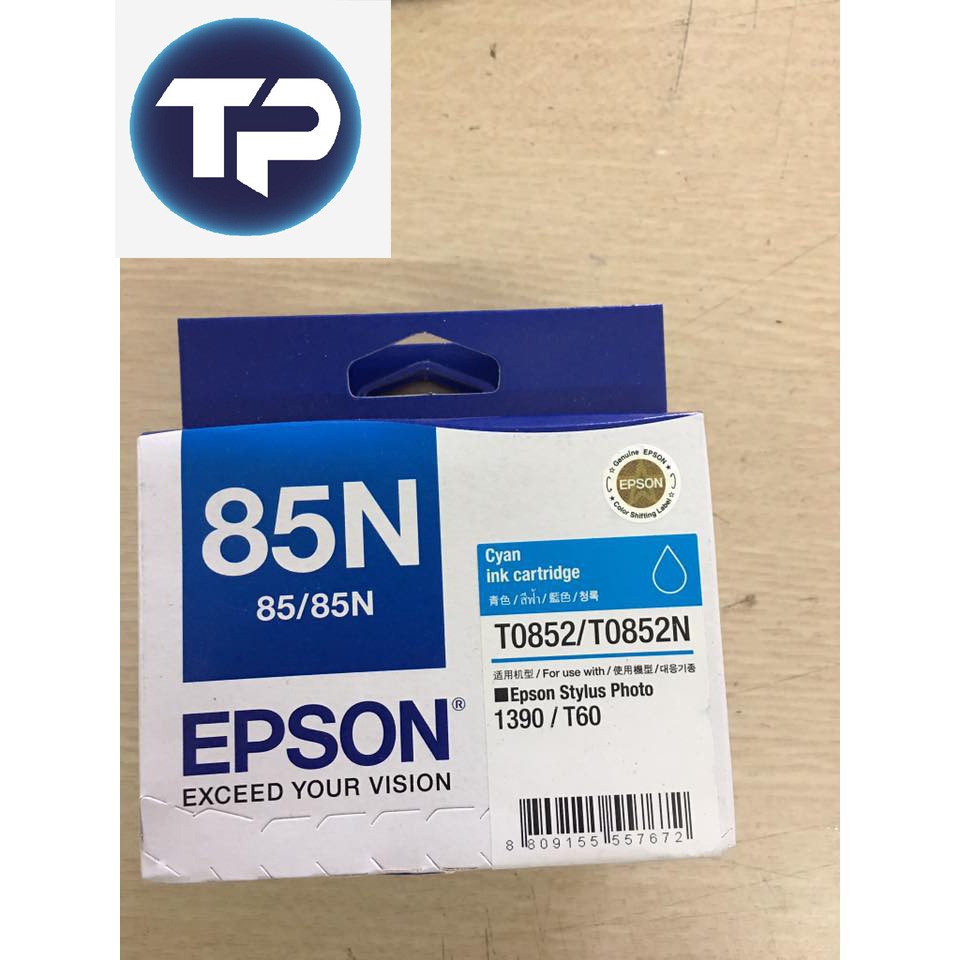 TP
85N
85/85N
EPSON®
EXCEED YOUR VISION
Genuine EPSON
EPSON
Color Shifting Label
Cyan
ink cartridge
青色/สีฟ้า/藍色/청록
T0852/T0852N
适用机型/For use with/使用機型/대응기종
■Epson Stylus Photo
1390 / T60
8 809155 557672